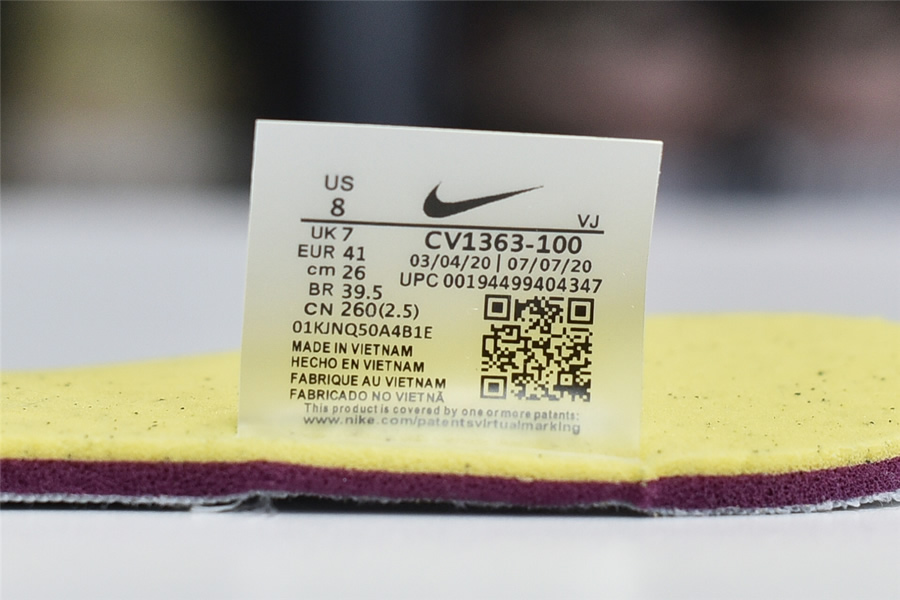 US
8
VJ
UK 7
CV1363-100
EUR 41
03/04/20 | 07/07/20
cm 26
UPC 00194499404347
BR 39.5
CN 260(2.5)
01KJNQ50A4B1E
MADE IN VIETNAM
HECHO EN VIETNAM
FABRIQUE AU VIETNAM
FABRICADO NO VIETNÃ
This product is covered by one or more patents:
www.nike.com/patentsvirtualmarking